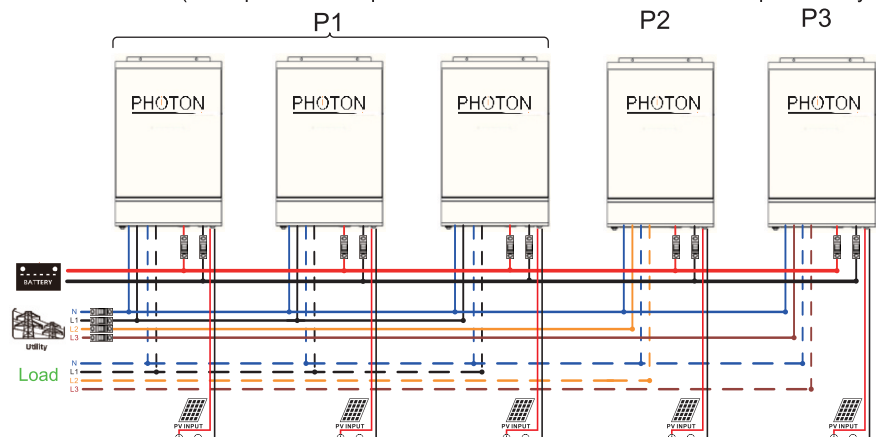 P1 P2 P3
PHOTON PHOTON PHOTON PHOTON PHOTON
BATTERY
N
L1
L2
L3
Utility
N
Load L1
L2
L3
PV INPUT PV INPUT PV INPUT PV INPUT PV INPUT